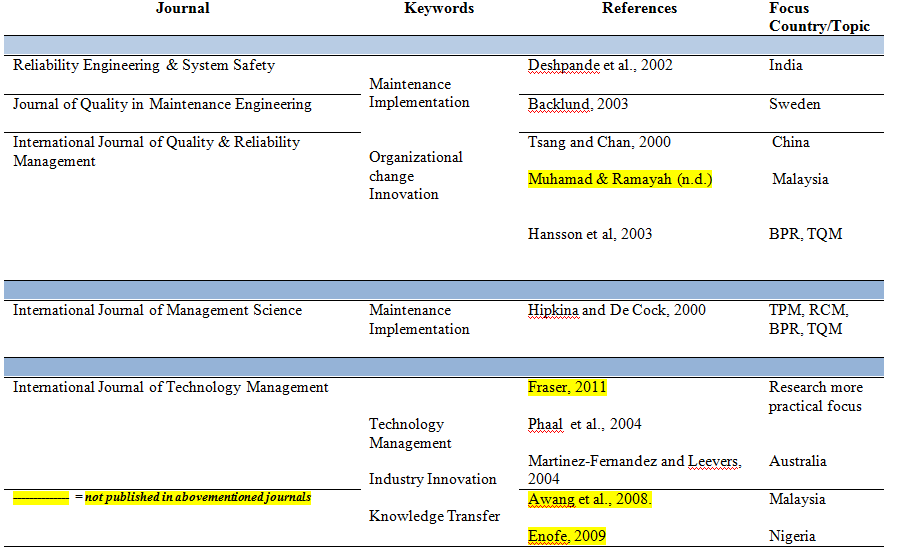 Journal Keywords References Focus Country/Topic
Reliability Engineering & System Safety
Maintenance Implementation
Deshpande et al., 2002
India
Journal of Quality in Maintenance Engineering
Backlund, 2003
Sweden
International Journal of Quality & Reliability
Management
Organizational
change
Innovation
Tsang and Chan, 2000
China
Muhamad & Ramayah (n.d.)
Malaysia
Hansson et al, 2003
BPR, TQM
International Journal of Management Science
Maintenance
Implementation
Hipkina and De Cock, 2000
TPM, RCM,
BPR, TQM
International Journal of Technology Management
Technology
Management
Industry Innovation
Knowledge Transfer
Fraser, 2011
Research more
practical focus
Phaal et al., 2004
Martinez-Fernandez and Leevers,
2004
Australia
---------------- = not published in abovementioned journals
Awang et al., 2008.
Malaysia
Enofe, 2009
Nigeria